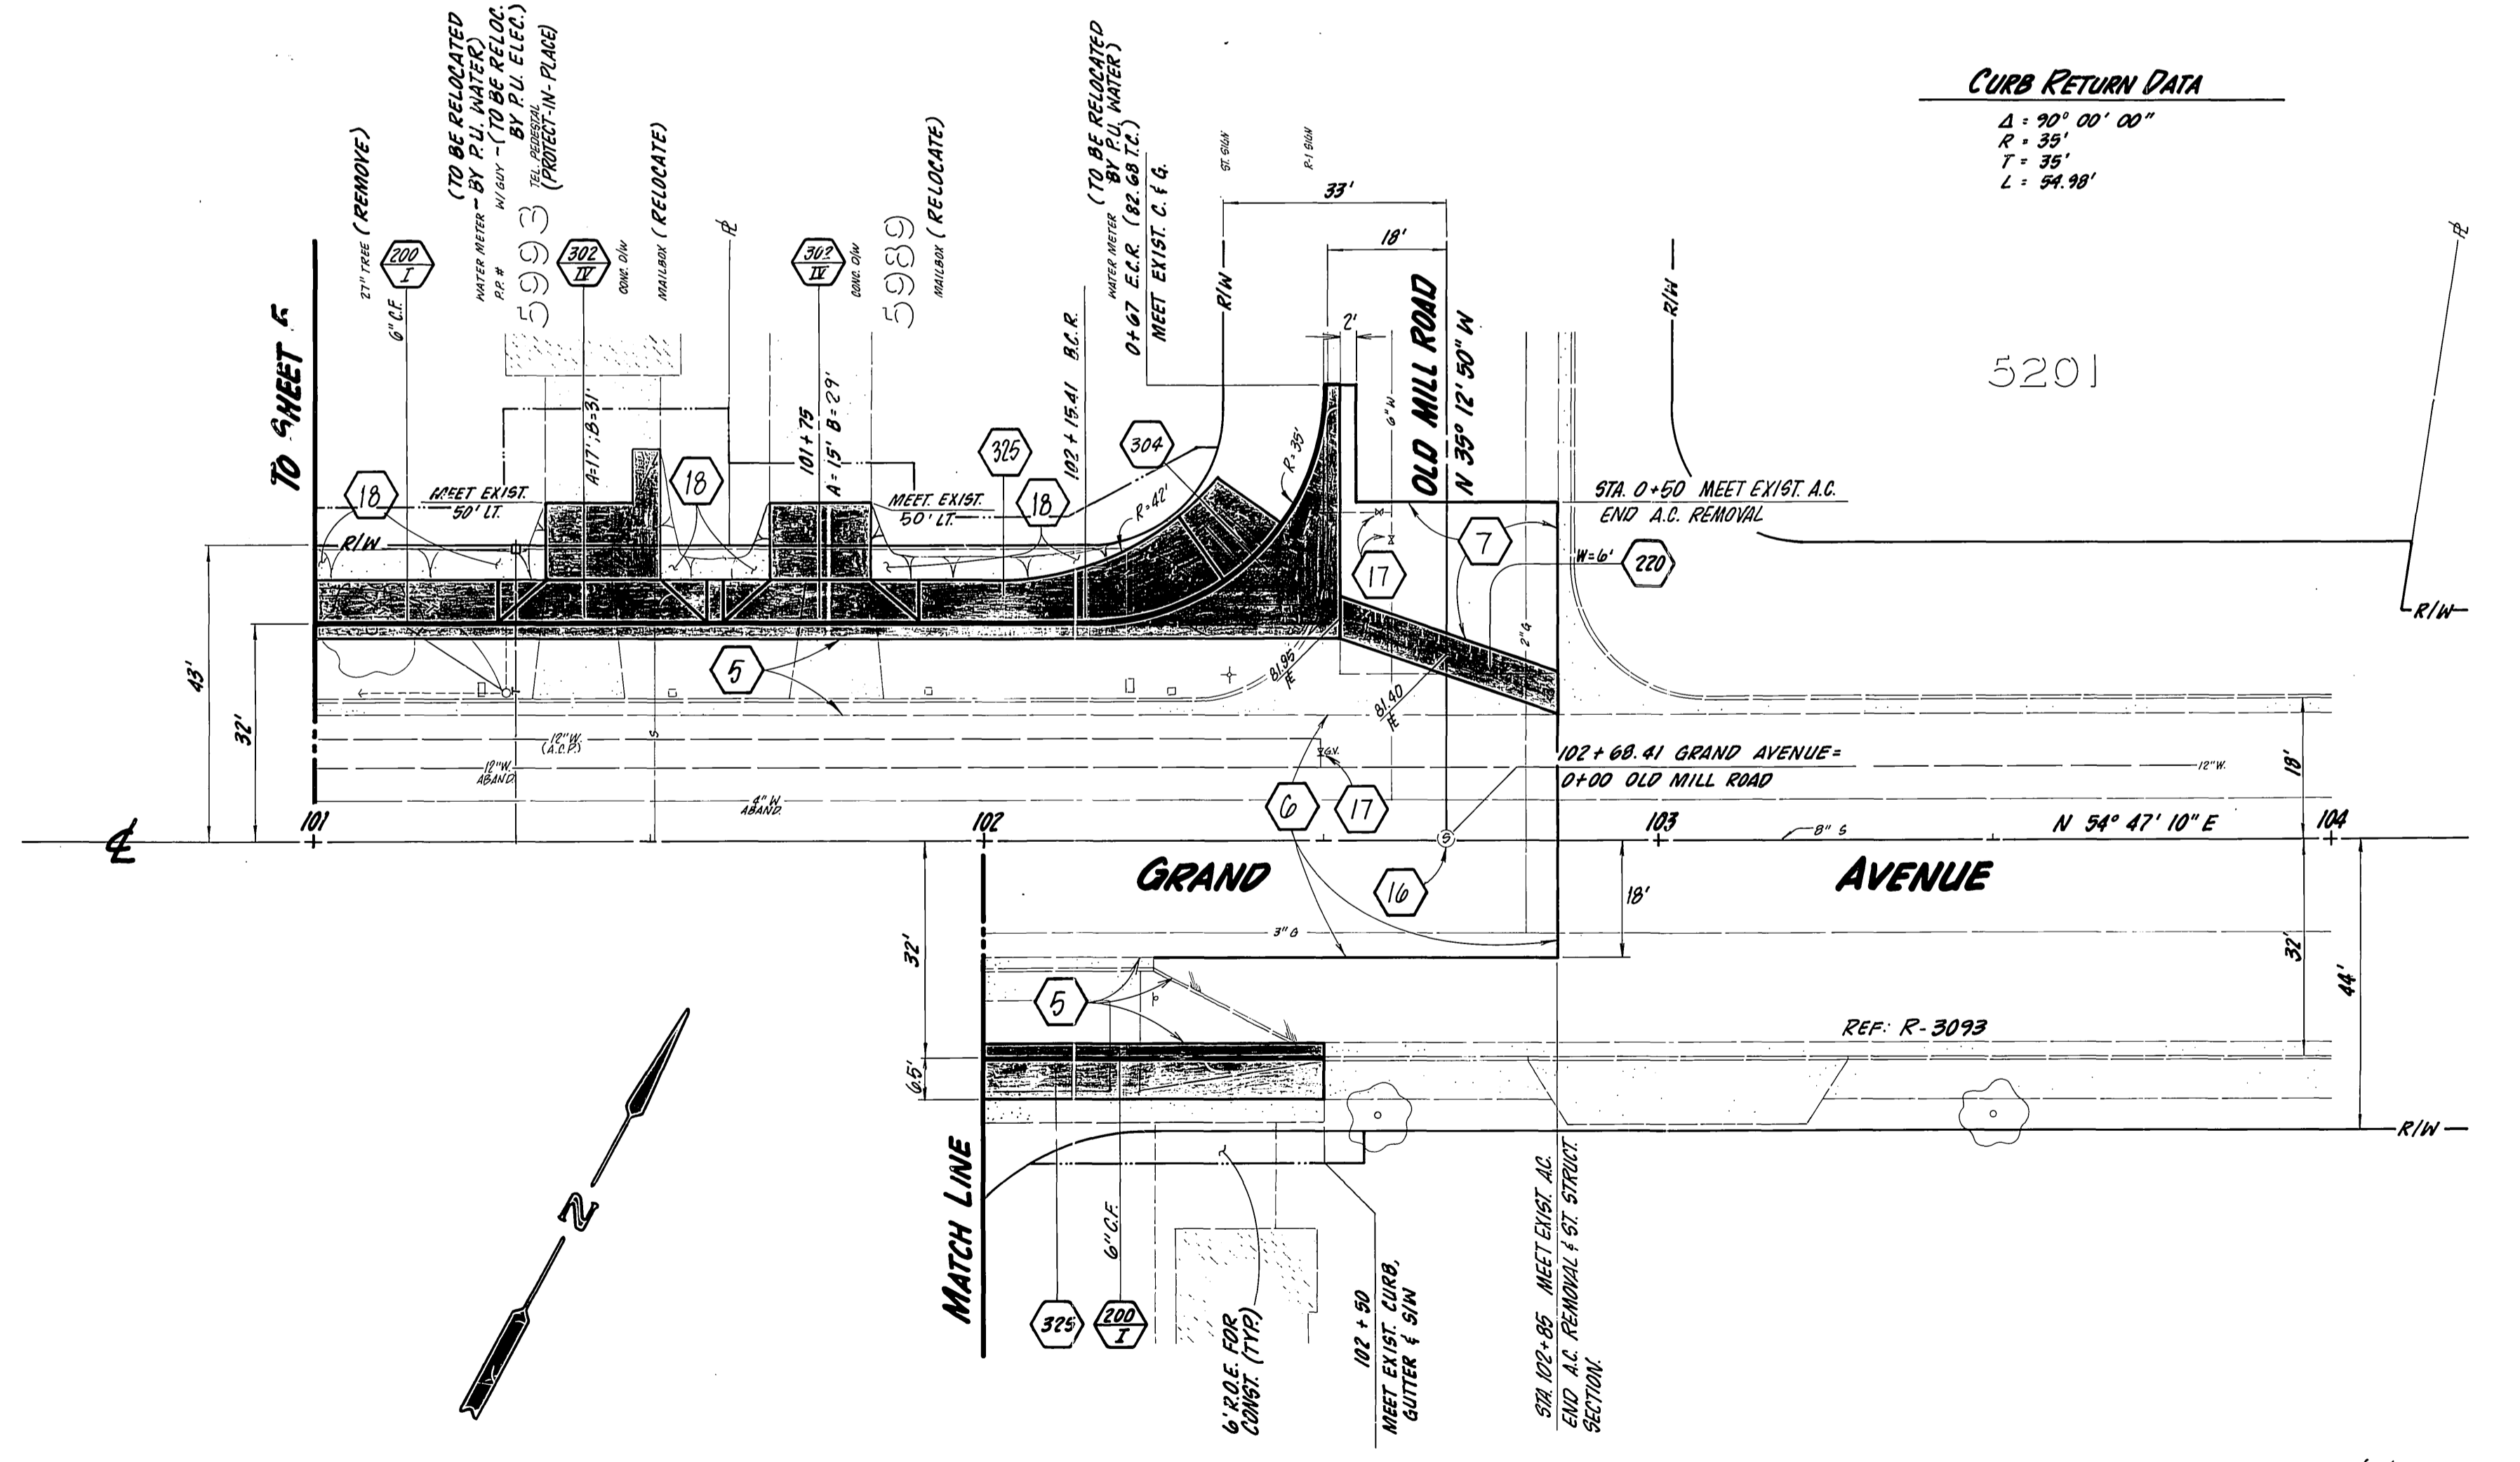 CURB RETURN DATA
Δ = 90° 00' 00"
R = 35'
T = 35'
L = 54.98'
TO SHEET
27" TREE (REMOVE)
200
I
6" C.F.
(TO BE RELOCATED
WATER METER - BY P.U. WATER)
P.P. # W/GUY - (TO BE RELOC.
BY P.U. ELEC.)
5993
TEL. PEDESTAL
(PROTECT-IN-PLACE)
302
IV
CONC. D/W
MAILBOX (RELOCATE)
PL
302
IV
CONC. D/W
5989
MAILBOX (RELOCATE)
102 + 15.41 B.C.R.
(TO BE RELOCATED
WATER METER BY P.U. WATER)
0+67 E.C.R. (82.68 T.C.)
MEET EXIST. C. & G.
ST. SIGN
R-1 SIGN
33'
18'
2'
R/W
R/W
OLD MILL ROAD
N 35° 12' 50" W
6" W
5201
PL
A=17'; B=31'
101+75
A = 15' B = 29'
18
MEET EXIST.
50' LT.
18
MEET EXIST.
50' LT.
325
18
304
R=42'
R=35'
R/W
STA. 0+50 MEET EXIST. A.C.
END A.C. REMOVAL
7
17
W=6'
220
R/W
2" G
43'
32'
5
81.95
FL
81.40
FL
12" W.
(A.C.P.)
S
12" W.
ABAND.
4" W
ABAND.
G.V.
6
17
102 + 68.41 GRAND AVENUE=
0+00 OLD MILL ROAD
12" W.
18'
CL
101
102
S
103
8" S
N 54° 47' 10" E
104
GRAND
AVENUE
16
18'
32'
3" G
32'
44'
5
6.5'
REF: R-3093
R/W
MATCH LINE
6" C.F.
325
200
I
6' R.O.E. FOR
CONST. (TYP.)
102 + 50
MEET EXIST. CURB,
GUTTER & S/W
STA. 102+85 MEET EXIST. A.C.
END A.C. REMOVAL & ST. STRUCT.
SECTION.
N